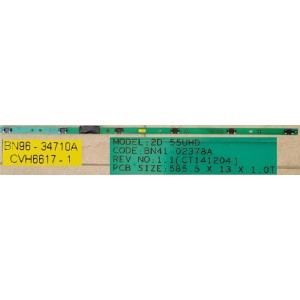 BN96-34710A
CVH6617-1
MODEL:2D 55UHD
CODE:BN41-02378A
REV NO.1.1(CT141204)
PCB SIZE:585.5 X 13 X 1.0T